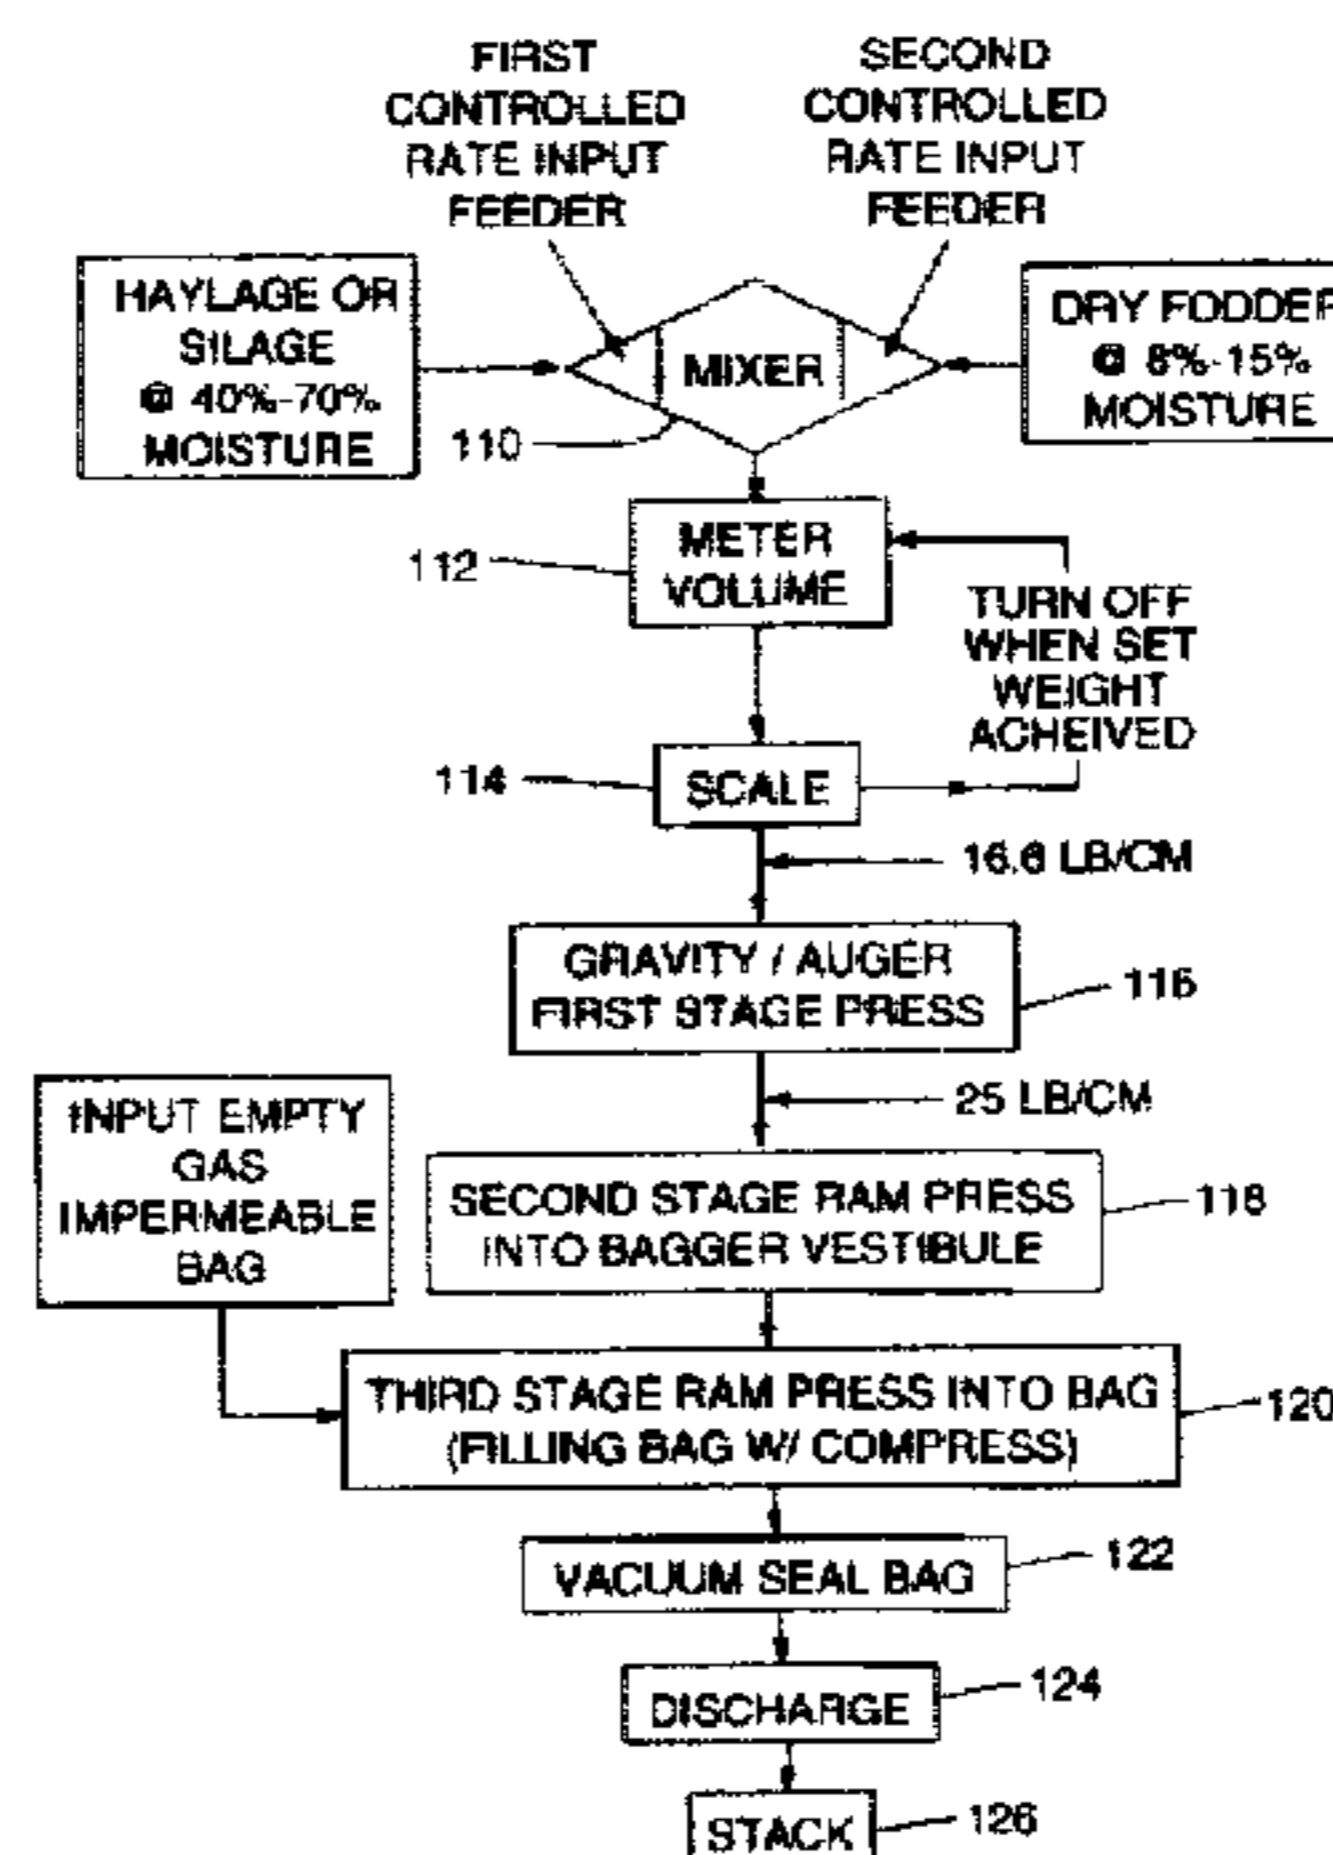 FIRST
CONTROLLED
RATE INPUT
FEEDER
SECOND
CONTROLLED
RATE INPUT
FEEDER
HAYLAGE OR
SILAGE
@ 40%-70%
MOISTURE
MIXER
DRY FODDER
@ 8%-15%
MOISTURE
110
METER
VOLUME
112
TURN OFF
WHEN SET
WEIGHT
ACHEIVED
SCALE
114
16.6 LB/CM
GRAVITY / AUGER
FIRST STAGE PRESS
116
25 LB/CM
INPUT EMPTY
GAS
IMPERMEABLE
BAG
SECOND STAGE RAM PRESS
INTO BAGGER VESTIBULE
118
THIRD STAGE RAM PRESS INTO BAG
(FILLING BAG W/ COMPRESS)
120
VACUUM SEAL BAG
122
DISCHARGE
124
STACK
126